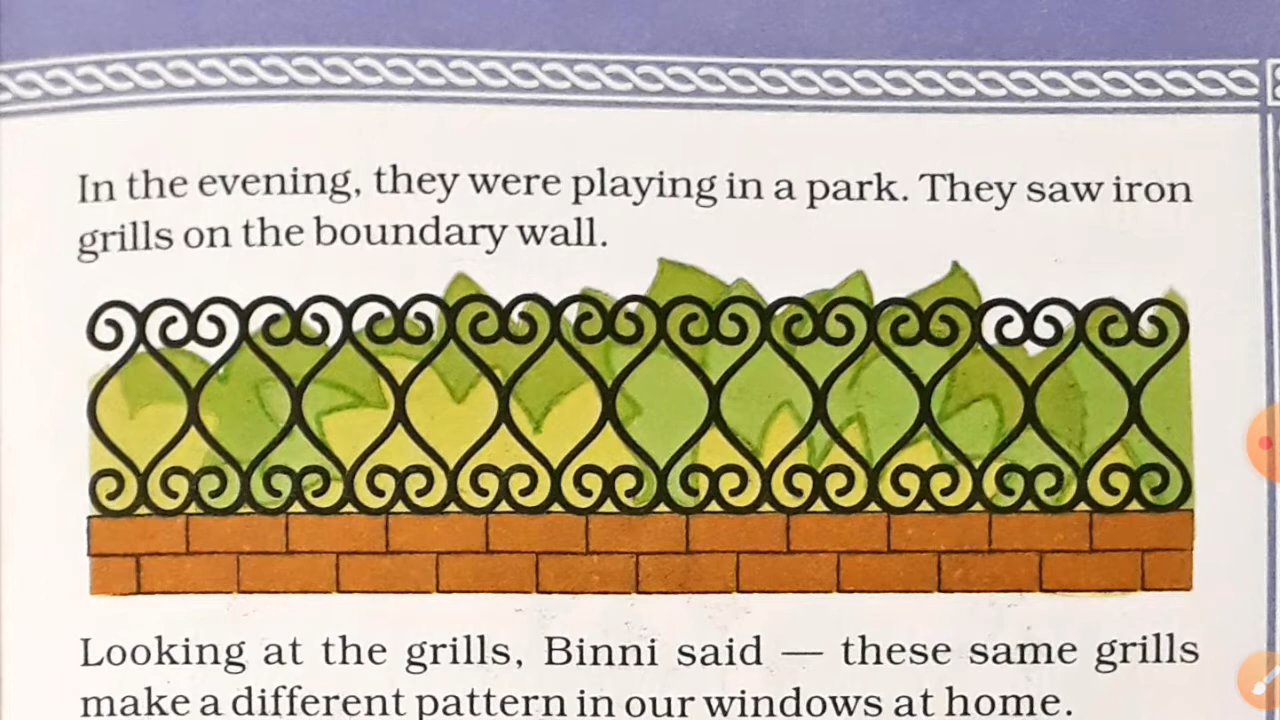 In the evening, they were playing in a park. They saw iron
grills on the boundary wall.
Looking at the grills, Binni said — these same grills
make a different pattern in our windows at home.